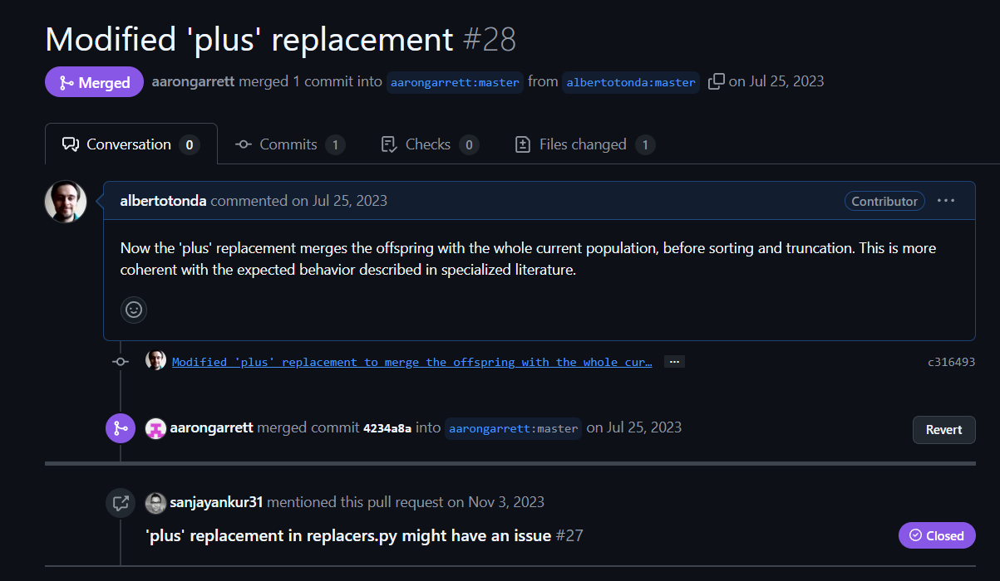 Modified 'plus' replacement #28
Merged aarongarrett merged 1 commit into aarongarrett:master from albertotonda:master on Jul 25, 2023
Conversation 0 Commits 1 Checks 0 Files changed 1
albertotonda commented on Jul 25, 2023 Contributor ...
Now the 'plus' replacement merges the offspring with the whole current population, before sorting and truncation. This is more
coherent with the expected behavior described in specialized literature.
Modified 'plus' replacement to merge the offspring with the whole cur… ... c316493
aarongarrett merged commit 4234a8a into aarongarrett:master on Jul 25, 2023 Revert
sanjayankur31 mentioned this pull request on Nov 3, 2023
'plus' replacement in replacers.py might have an issue #27 Closed